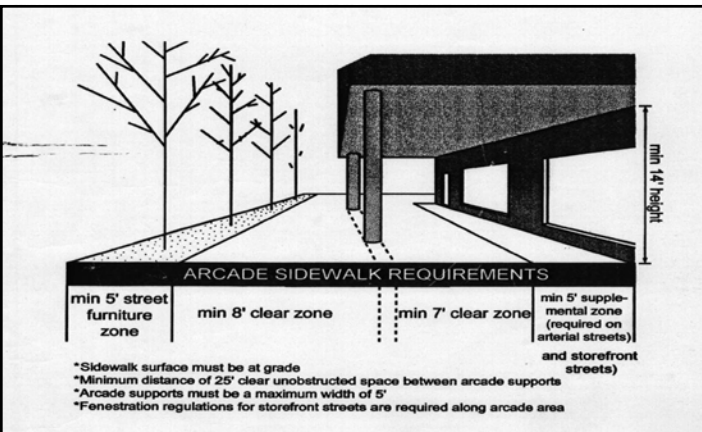 min 14' height
ARCADE SIDEWALK REQUIREMENTS
min 5' street
furniture
zone
min 8' clear zone
min 7' clear zone
min 5' supple-
mental zone
(required on
arterial streets)
and storefront
streets)
*Sidewalk surface must be at grade
*Minimum distance of 25' clear unobstructed space between arcade supports
*Arcade supports must be a maximum width of 5'
*Fenestration regulations for storefront streets are required along arcade area